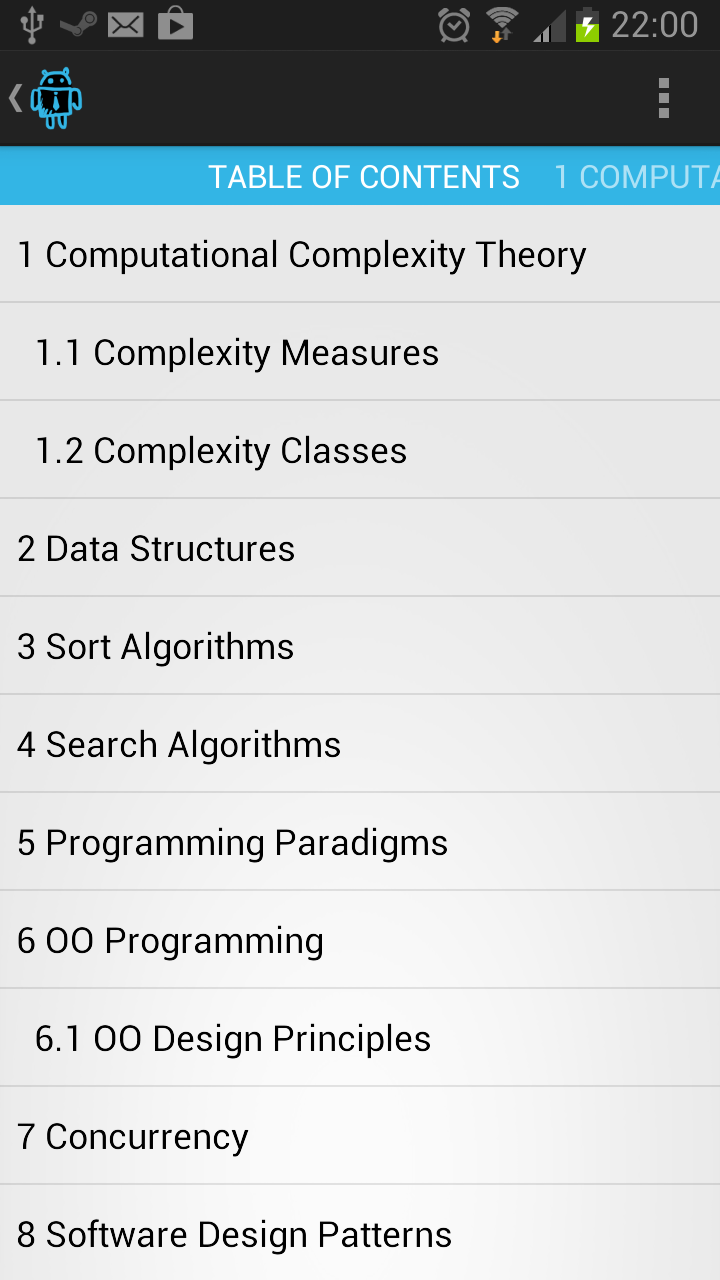 22:00
TABLE OF CONTENTS 1 COMPUTA
1 Computational Complexity Theory
1.1 Complexity Measures
1.2 Complexity Classes
2 Data Structures
3 Sort Algorithms
4 Search Algorithms
5 Programming Paradigms
6 OO Programming
6.1 OO Design Principles
7 Concurrency
8 Software Design Patterns